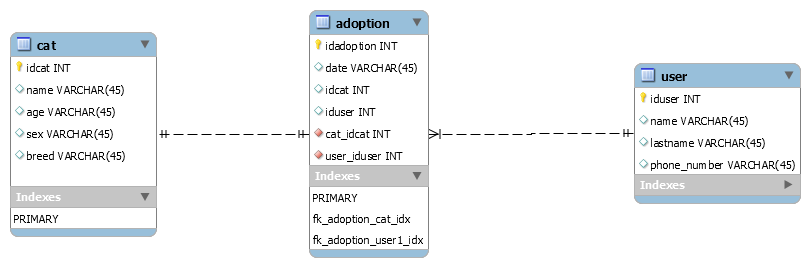 cat
idcat INT
name VARCHAR(45)
age VARCHAR(45)
sex VARCHAR(45)
breed VARCHAR(45)
Indexes
PRIMARY
adoption
idadoption INT
date VARCHAR(45)
idcat INT
iduser INT
cat_idcat INT
user_iduser INT
Indexes
PRIMARY
fk_adoption_cat_idx
fk_adoption_user1_idx
user
iduser INT
name VARCHAR(45)
lastname VARCHAR(45)
phone_number VARCHAR(45)
Indexes